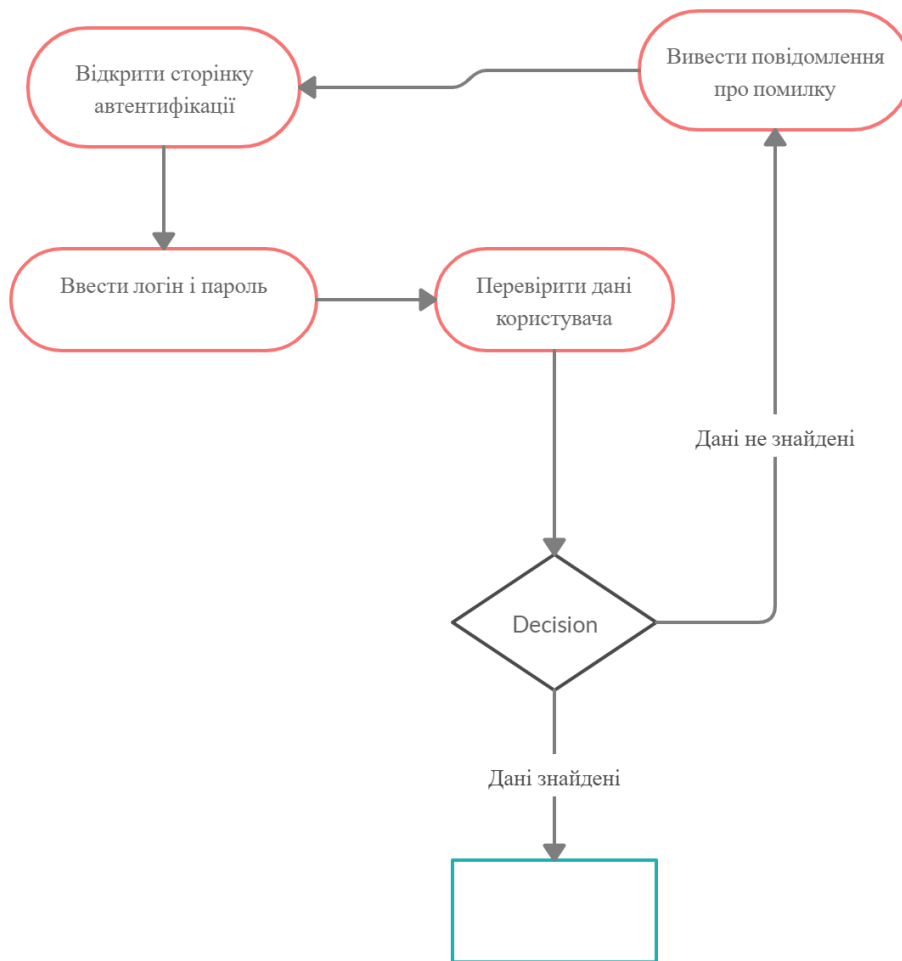 Відкрити сторінку
автентифікації
Вивести повідомлення
про помилку
Ввести логін і пароль
Перевірити дані
користувача
Дані не знайдені
Decision
Дані знайдені